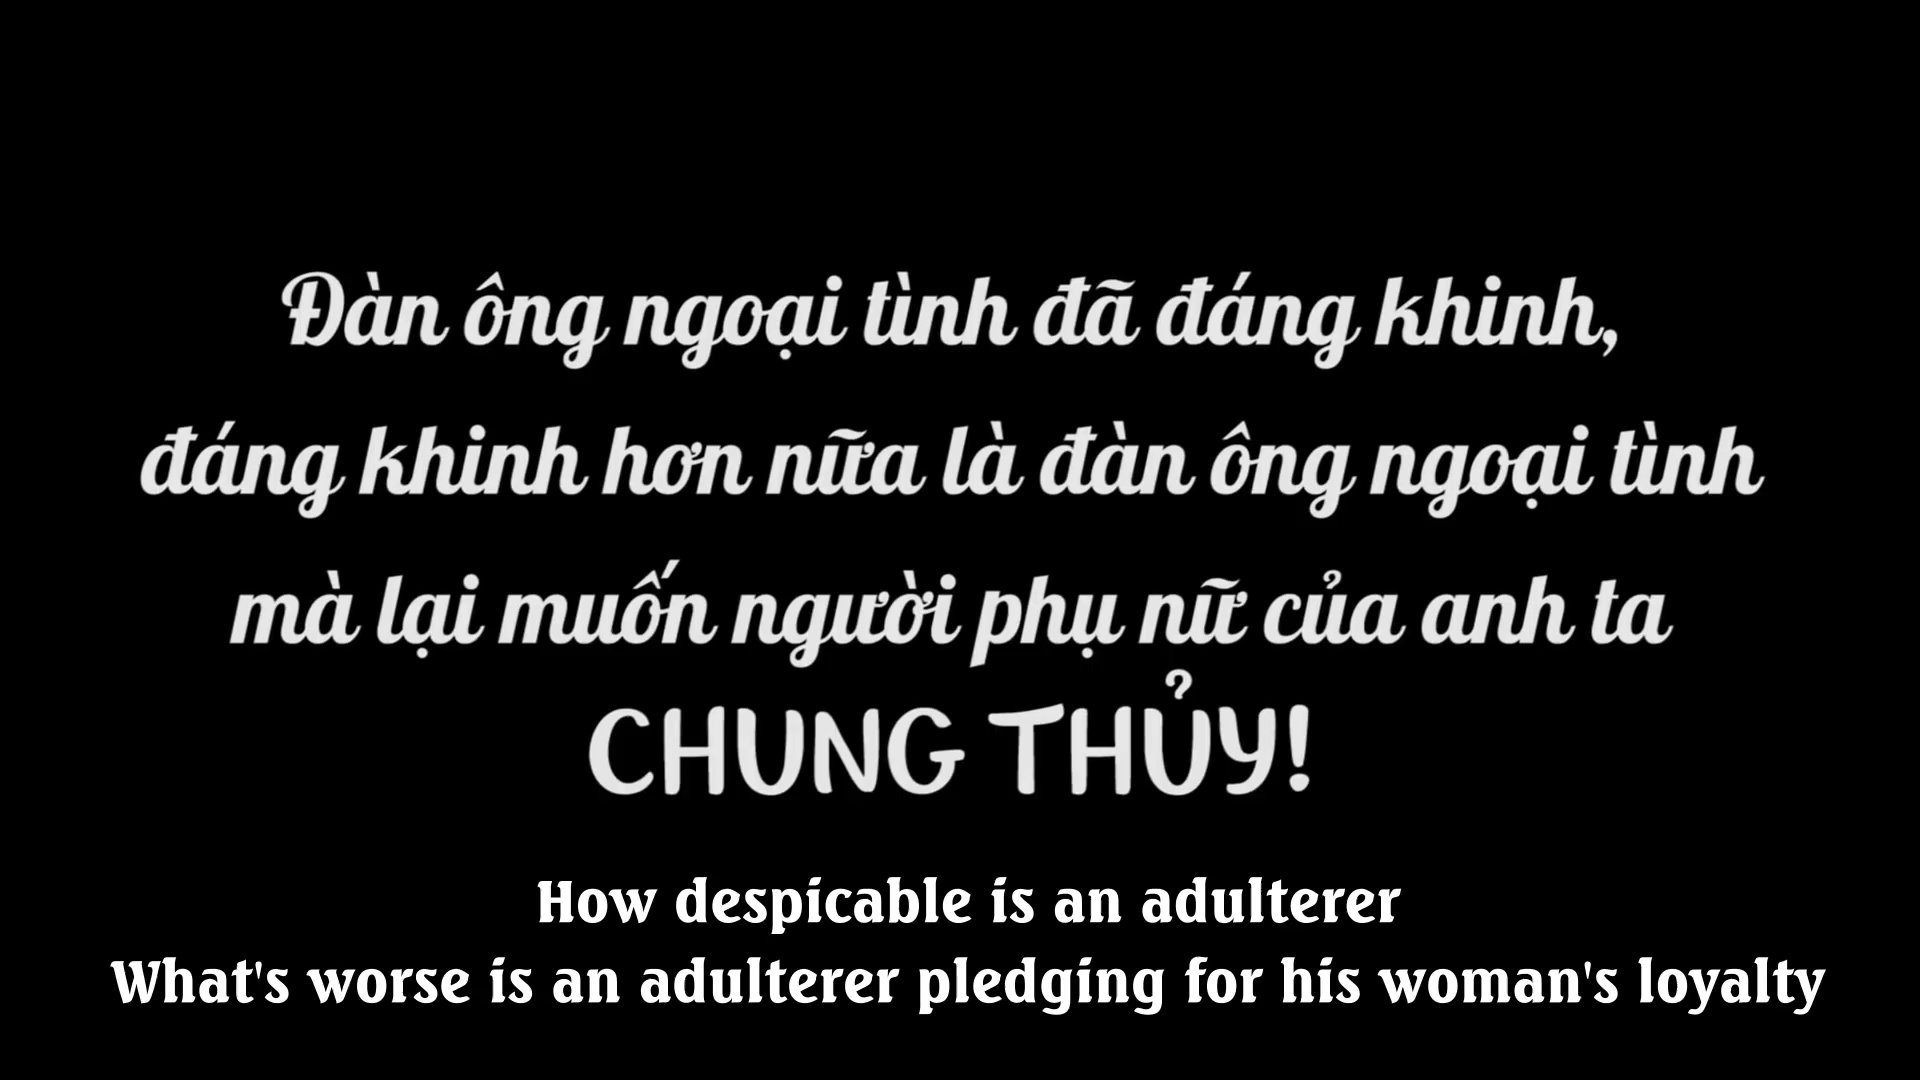 Đàn ông ngoại tình đã đáng khinh,
đáng khinh hơn nữa là đàn ông ngoại tình
mà lại muốn người phụ nữ của anh ta
CHUNG THỦY!
How despicable is an adulterer
What's worse is an adulterer pledging for his woman's loyalty